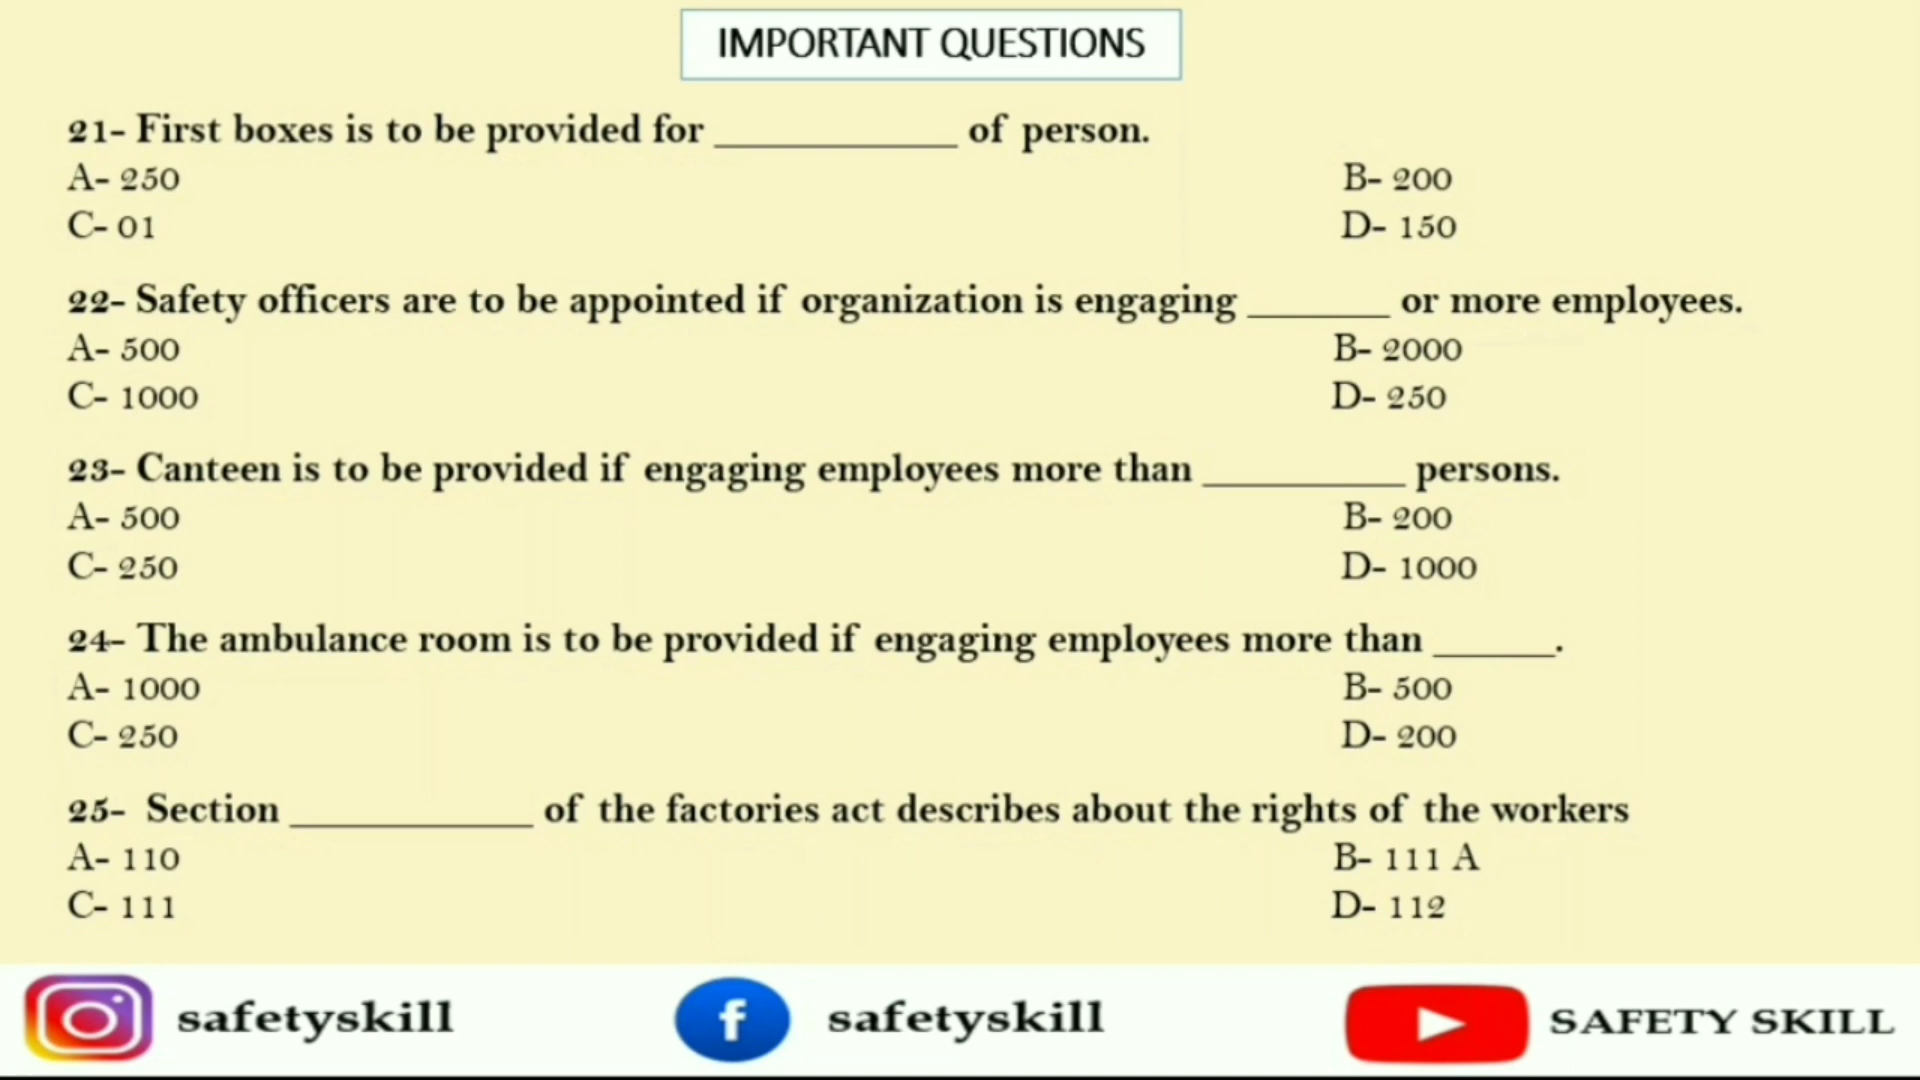 IMPORTANT QUESTIONS
21- First boxes is to be provided for ____________ of person.
A- 250 B- 200
C- 01 D- 150
22- Safety officers are to be appointed if organization is engaging _______ or more employees.
A- 500 B- 2000
C- 1000 D- 250
23- Canteen is to be provided if engaging employees more than __________ persons.
A- 500 B- 200
C- 250 D- 1000
24- The ambulance room is to be provided if engaging employees more than ______.
A- 1000 B- 500
C- 250 D- 200
25- Section ____________ of the factories act describes about the rights of the workers
A- 110 B- 111 A
C- 111 D- 112
safetyskill safetyskill SAFETY SKILL